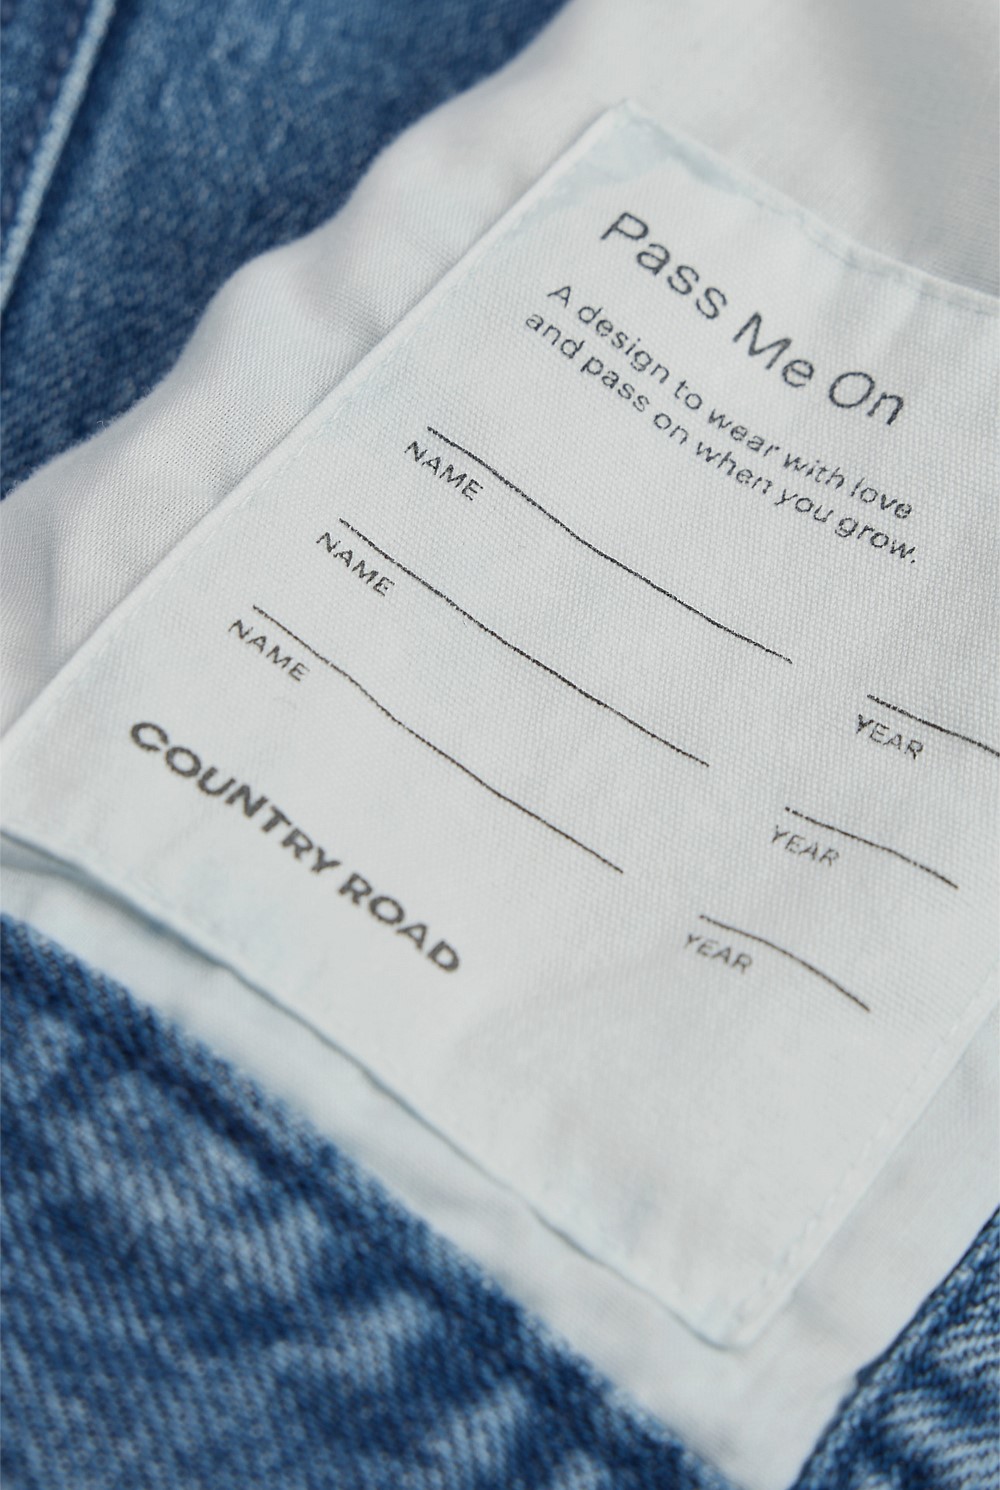 Pass Me On
A design to wear with love
and pass on when you grow.
NAME YEAR
NAME YEAR
NAME YEAR
COUNTRY ROAD